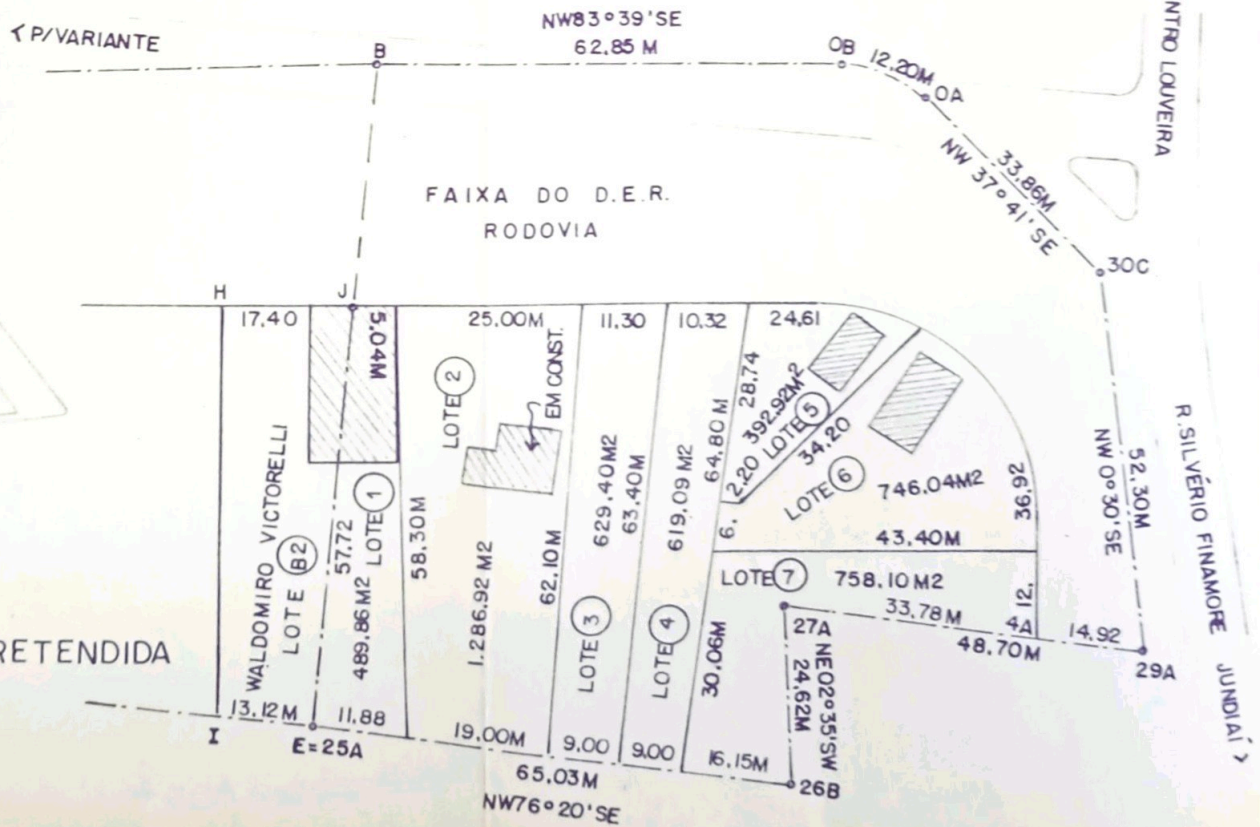 < P/VARIANTE
B
NW83°39'SE
62.85 M
OB
12.20M
OA
NTRO LOUVEIRA
33.86M
NW 37°41'SE
30C
FAIXA DO D.E.R.
RODOVIA
H
J
17.40
5.04M
25.00M
11.30
10.32
24,61
LOTE 2
EM CONST.
28.74
392.92M2
LOTE 5
2.20
34.20
LOTE 6
746.04M2
36.92
NW 0°30'SE
52.30M
R.SILVÉRIO FINAMORE
JUNDIAÍ >
WALDOMIRO VICTORELLI
LOTE B2
57.72
LOTE 1
489.86M2
58.30M
1.286.92 M2
62.10M
629.40M2
63.40M
LOTE 3
619.09 M2
LOTE 4
64.80 M
6.
43.40M
LOTE 7
758.10 M2
12.
33.78 M
4A
14.92
48.70M
29A
27A
NE02°35'SW
24.62M
30.06M
RETENDIDA
13.12M
11.88
19.00M
9.00
9.00
16.15M
I
E=25A
65.03M
26B
NW76°20'SE